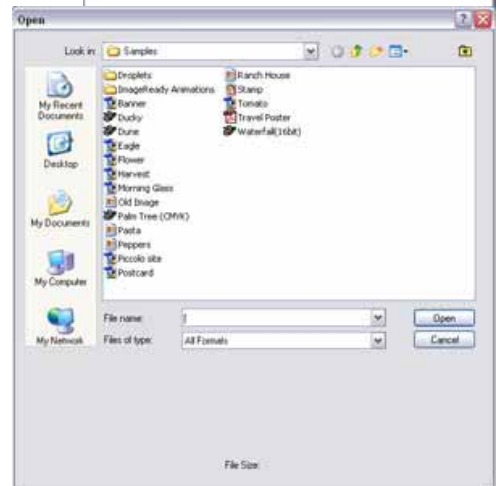 Open
Look in: Samples
My Recent Documents
Desktop
My Documents
My Computer
My Network
Droplets
ImageReady Animations
Banner
Ducky
Dune
Eagle
Flower
Harvest
Morning Glass
Old Image
Palm Tree (CMYK)
Pasta
Peppers
Piccolo site
Postcard
Ranch House
Stamp
Tomato
Travel Poster
Waterfall(16bit)
File name: Open
Files of type: All Formats Cancel
File Size: